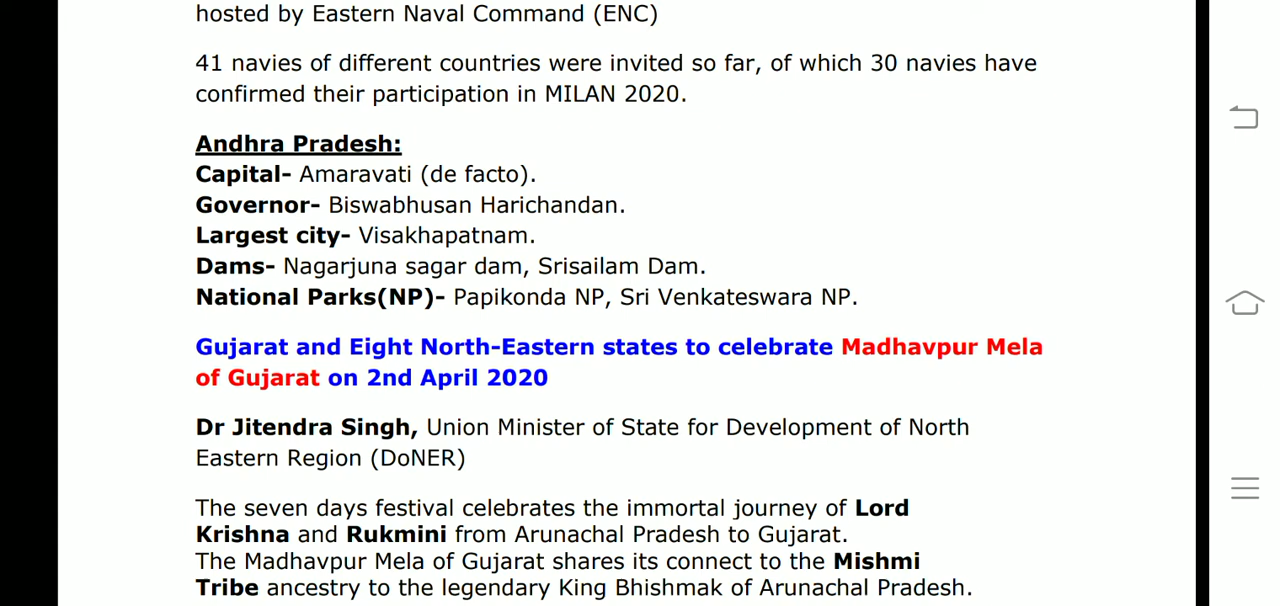 hosted by Eastern Naval Command (ENC)
41 navies of different countries were invited so far, of which 30 navies have
confirmed their participation in MILAN 2020.
Andhra Pradesh:
Capital- Amaravati (de facto).
Governor- Biswabhusan Harichandan.
Largest city- Visakhapatnam.
Dams- Nagarjuna sagar dam, Srisailam Dam.
National Parks(NP)- Papikonda NP, Sri Venkateswara NP.
Gujarat and Eight North-Eastern states to celebrate Madhavpur Mela
of Gujarat on 2nd April 2020
Dr Jitendra Singh, Union Minister of State for Development of North
Eastern Region (DoNER)
The seven days festival celebrates the immortal journey of Lord
Krishna and Rukmini from Arunachal Pradesh to Gujarat.
The Madhavpur Mela of Gujarat shares its connect to the Mishmi
Tribe ancestry to the legendary King Bhishmak of Arunachal Pradesh.